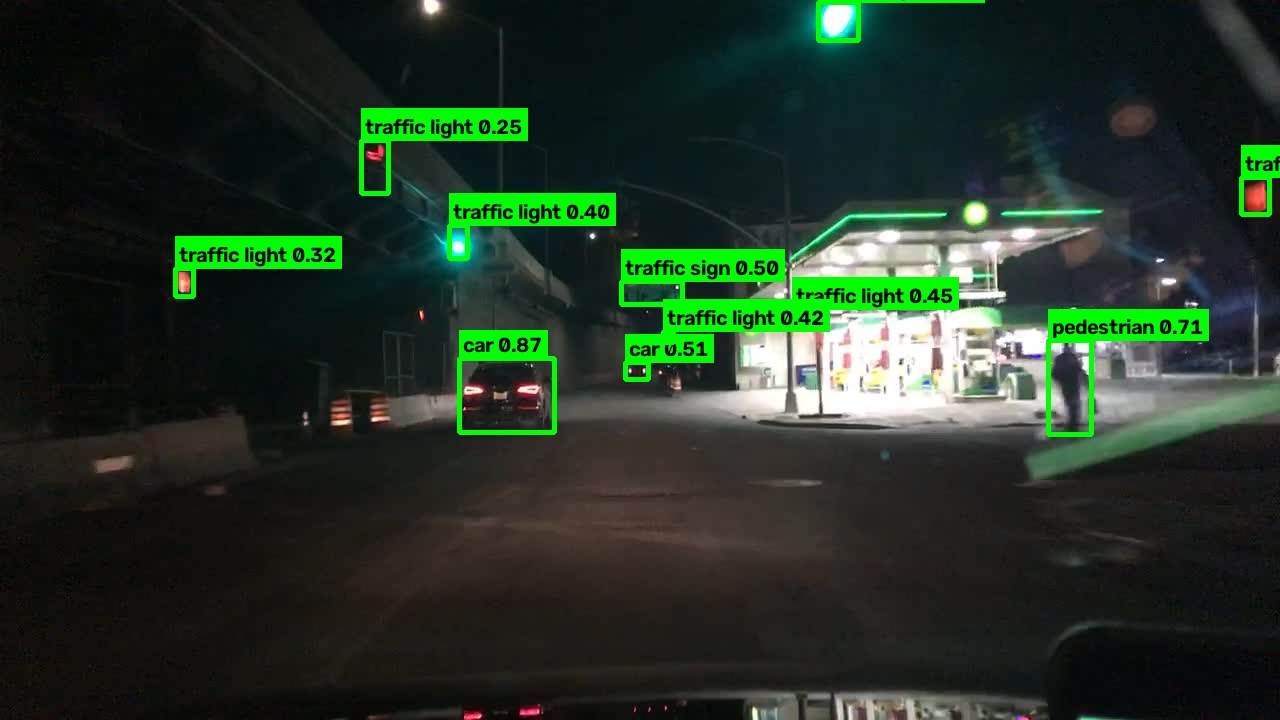 traffic light 0.25
traffic light 0.40
traffic light 0.32
traffic sign 0.50
traffic light 0.45
traffic light 0.42
pedestrian 0.71
car 0.87
car 0.51